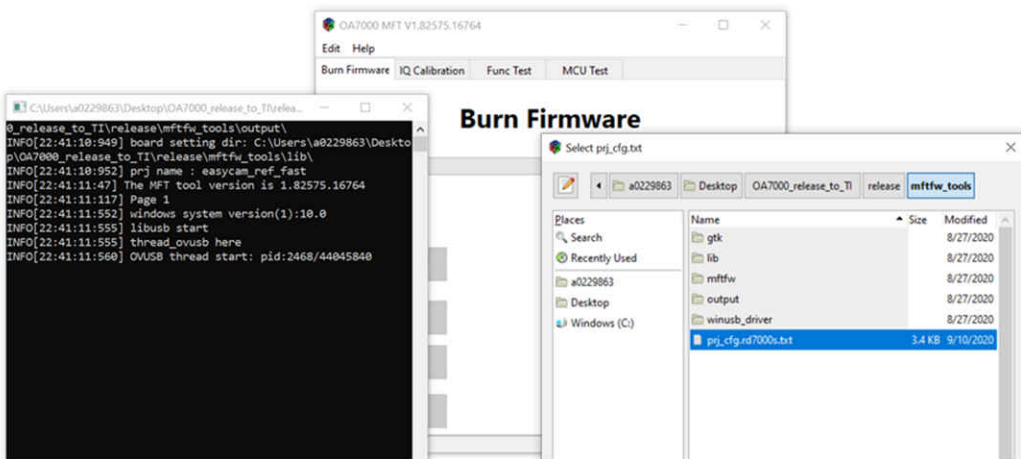 OA7000 MFT V1.82575.16764
Edit Help
Burn Firmware IQ Calibration Func Test MCU Test
Burn Firmware
C:\Users\a0229863\Desktop\OA7000_release_to_TI\relea...
0_release_to_TI\release\mftfw_tools\output\
INFO[22:41:10:949] board setting dir: C:\Users\a0229863\Deskto
p\OA7000_release_to_TI\release\mftfw_tools\lib\
INFO[22:41:10:952] prj name : easycam_ref_fast
INFO[22:41:11:47] The MFT tool version is 1.82575.16764
INFO[22:41:11:117] Page 1
INFO[22:41:11:552] windows system version(1):10.0
INFO[22:41:11:555] libusb start
INFO[22:41:11:555] thread_ovusb here
INFO[22:41:11:560] OVUSB thread start: pid:2468/44045840
Select prj_cfg.txt
a0229863 Desktop OA7000_release_to_TI release mftfw_tools
Places
Search
Recently Used
a0229863
Desktop
Windows (C:)
Name Size Modified
gtk 8/27/2020
lib 8/27/2020
mftfw 8/27/2020
output 8/27/2020
winusb_driver 8/27/2020
prj_cfg.rd7000s.txt 3.4 KB 9/10/2020